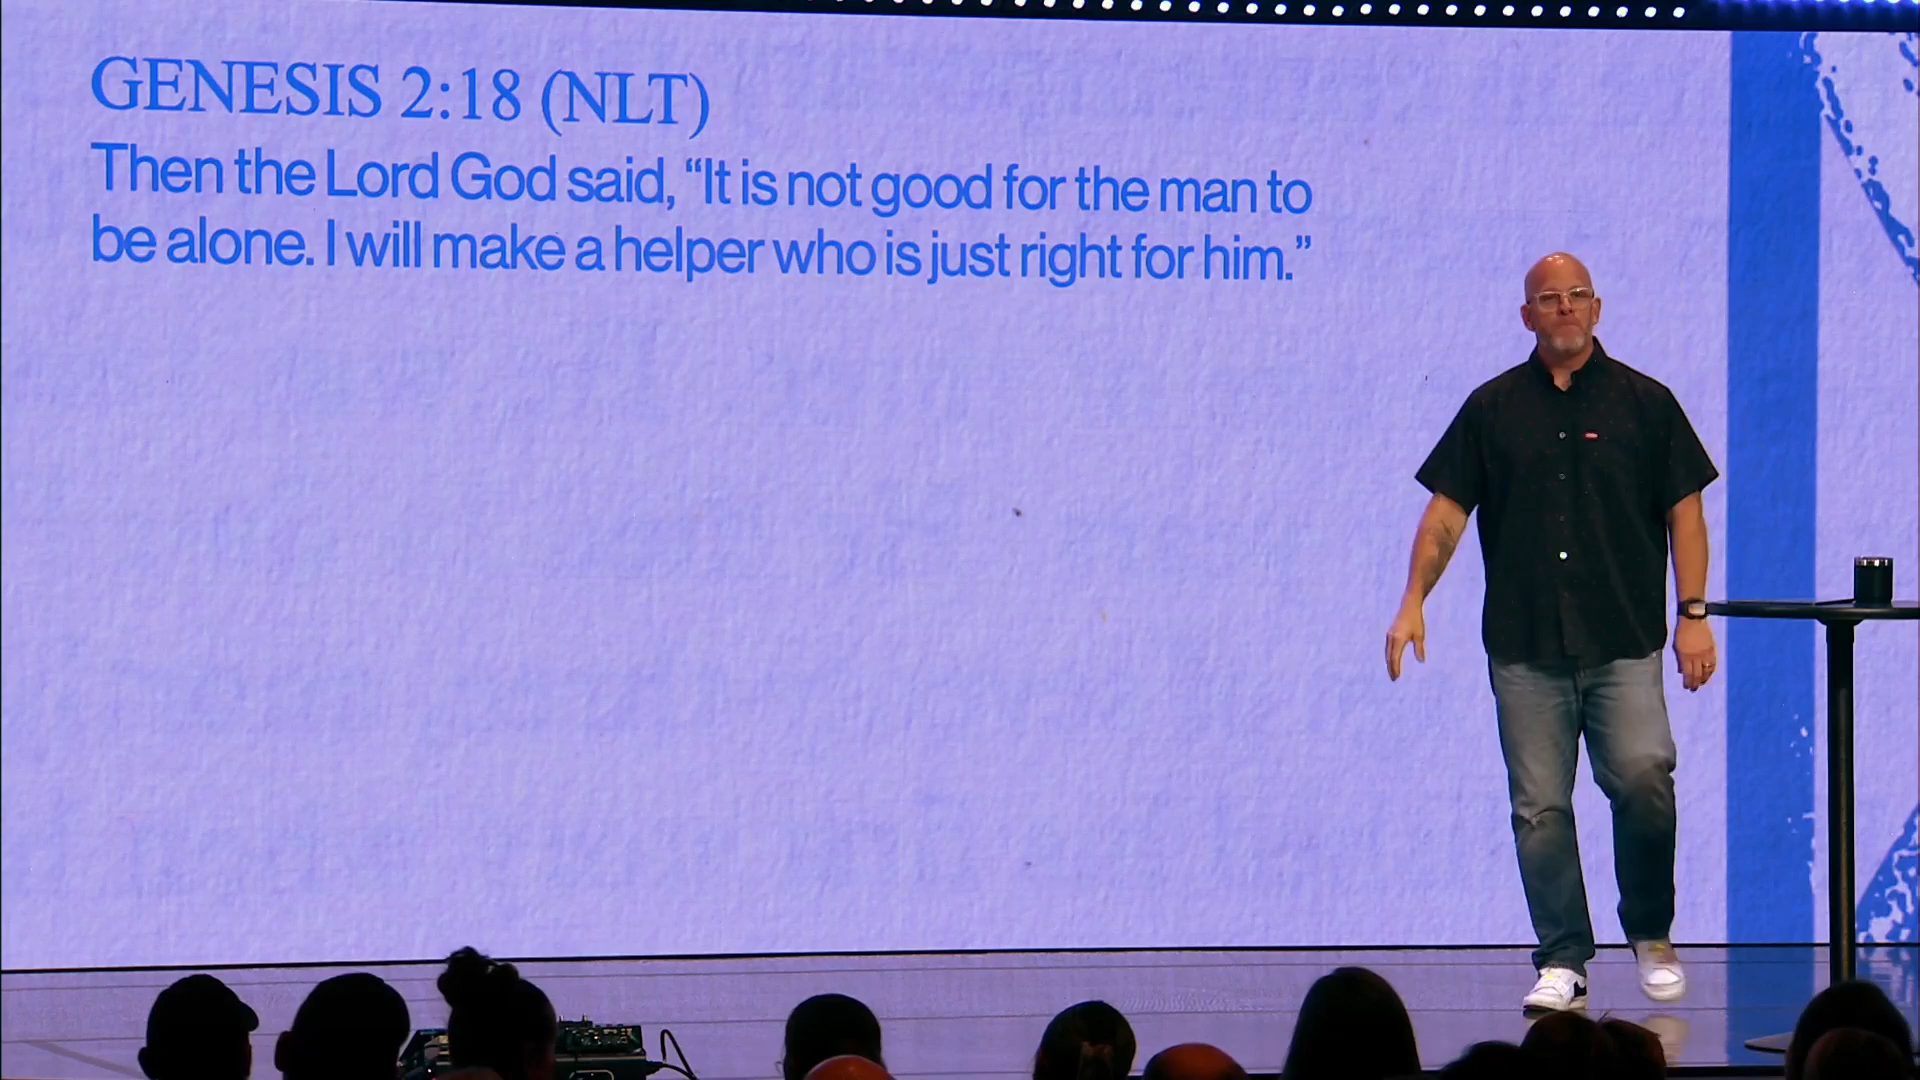 GENESIS 2:18 (NLT)
Then the Lord God said, “It is not good for the man to
be alone. I will make a helper who is just right for him.”